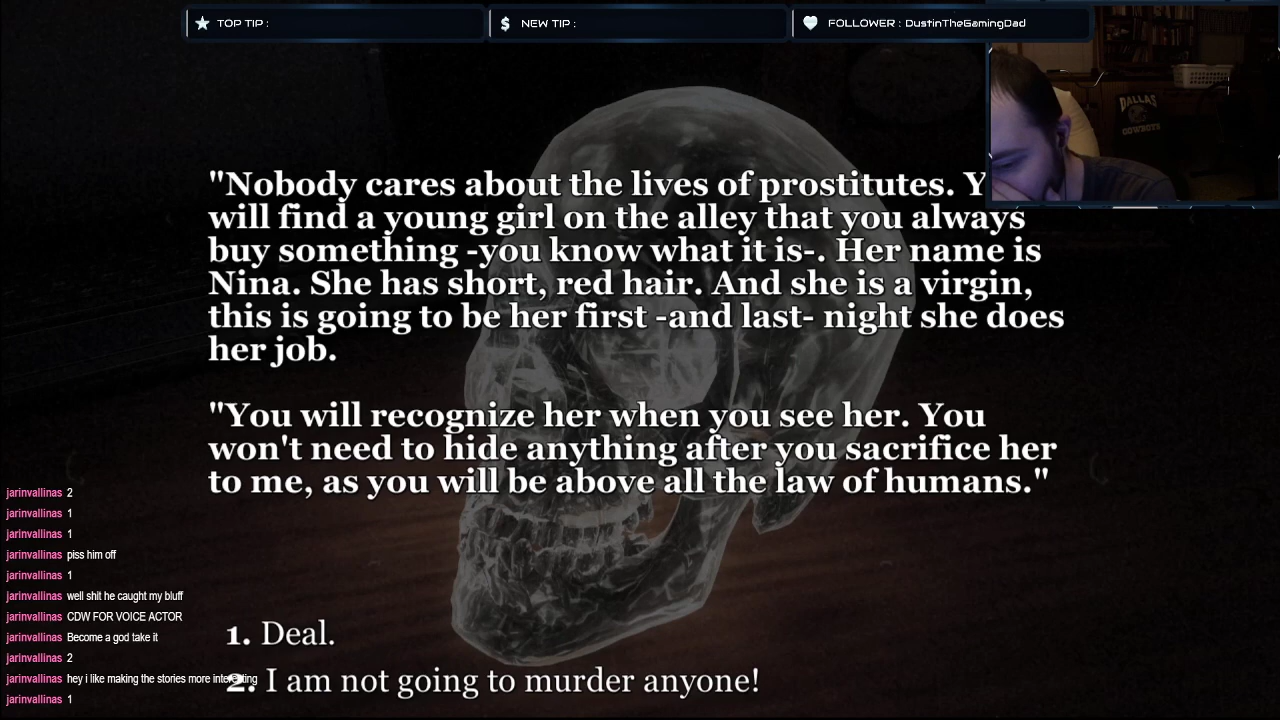 TOP TIP :
NEW TIP :
FOLLOWER : DustinTheGamingDad
DALLAS
COWBOYS
"Nobody cares about the lives of prostitutes.
will find a young girl on the alley that you always
buy something -you know what it is-. Her name is
Nina. She has short, red hair. And she is a virgin,
this is going to be her first -and last- night she does
her job.
"You will recognize her when you see her. You
won't need to hide anything after you sacrifice her
to me, as you will be above all the law of humans."
jarinvallinas 2
jarinvallinas 1
jarinvallinas 1
jarinvallinas piss him off
jarinvallinas 1
jarinvallinas well shit he caught my bluff
jarinvallinas CDW FOR VOICE ACTOR
jarinvallinas Become a god take it
jarinvallinas 2
jarinvallinas hey i like making the stories more interesting
jarinvallinas 1
1. Deal.
2. I am not going to murder anyone!